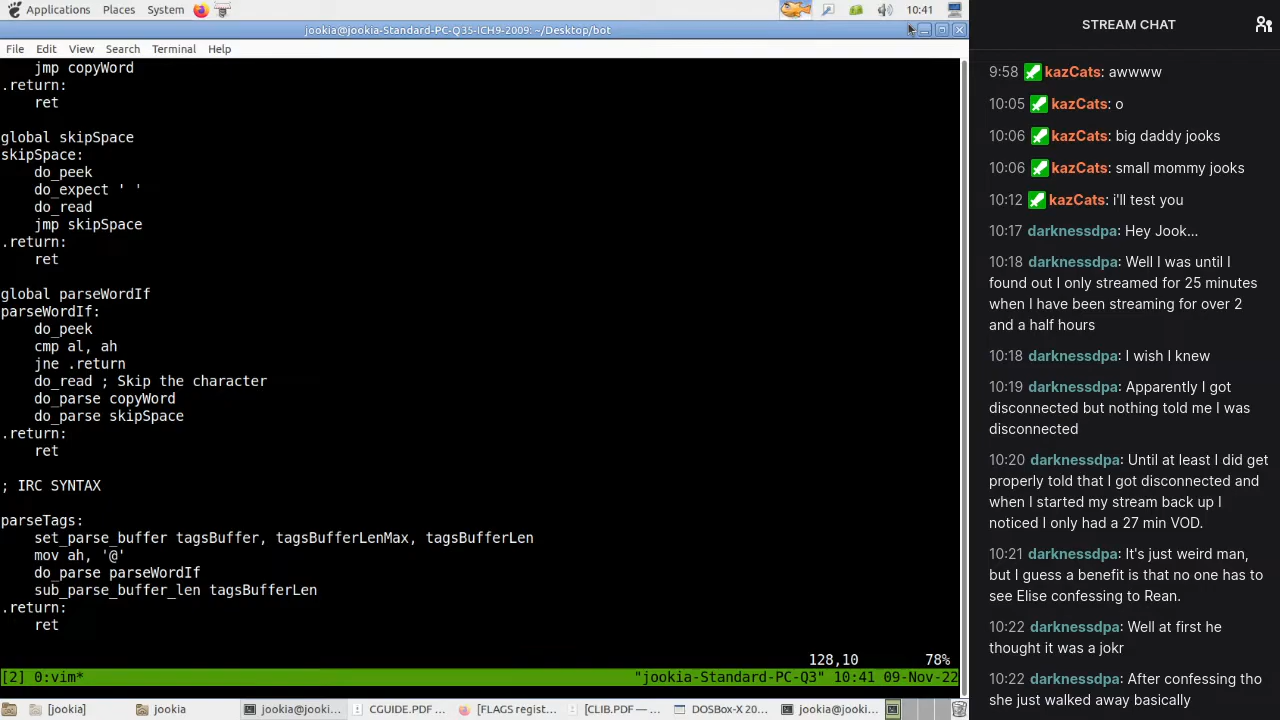 Applications Places System 10:41
jookia@jookia-Standard-PC-Q35-ICH9-2009: ~/Desktop/bot
File Edit View Search Terminal Help
jmp copyWord
.return:
ret
global skipSpace
skipSpace:
do_peek
do_expect ' '
do_read
jmp skipSpace
.return:
ret
global parseWordIf
parseWordIf:
do_peek
cmp al, ah
jne .return
do_read ; Skip the character
do_parse copyWord
do_parse skipSpace
.return:
ret
; IRC SYNTAX
parseTags:
set_parse_buffer tagsBuffer, tagsBufferLenMax, tagsBufferLen
mov ah, '@'
do_parse parseWordIf
sub_parse_buffer_len tagsBufferLen
.return:
ret
128,10 78%
[2] 0:vim* "jookia-Standard-PC-Q3" 10:41 09-Nov-22
[jookia] jookia jookia@jooki... CGUIDE.PDF ... [FLAGS regist... [CLIB.PDF — ... DOSBox-X 20... jookia@jooki...
STREAM CHAT
9:58 kazCats: awwww
10:05 kazCats: o
10:06 kazCats: big daddy jooks
10:06 kazCats: small mommy jooks
10:12 kazCats: i'll test you
10:17 darknessdpa: Hey Jook...
10:18 darknessdpa: Well I was until I
found out I only streamed for 25 minutes
when I have been streaming for over 2
and a half hours
10:18 darknessdpa: I wish I knew
10:19 darknessdpa: Apparently I got
disconnected but nothing told me I was
disconnected
10:20 darknessdpa: Until at least I did get
properly told that I got disconnected and
when I started my stream back up I
noticed I only had a 27 min VOD.
10:21 darknessdpa: It's just weird man,
but I guess a benefit is that no one has to
see Elise confessing to Rean.
10:22 darknessdpa: Well at first he
thought it was a jokr
10:22 darknessdpa: After confessing tho
she just walked away basically